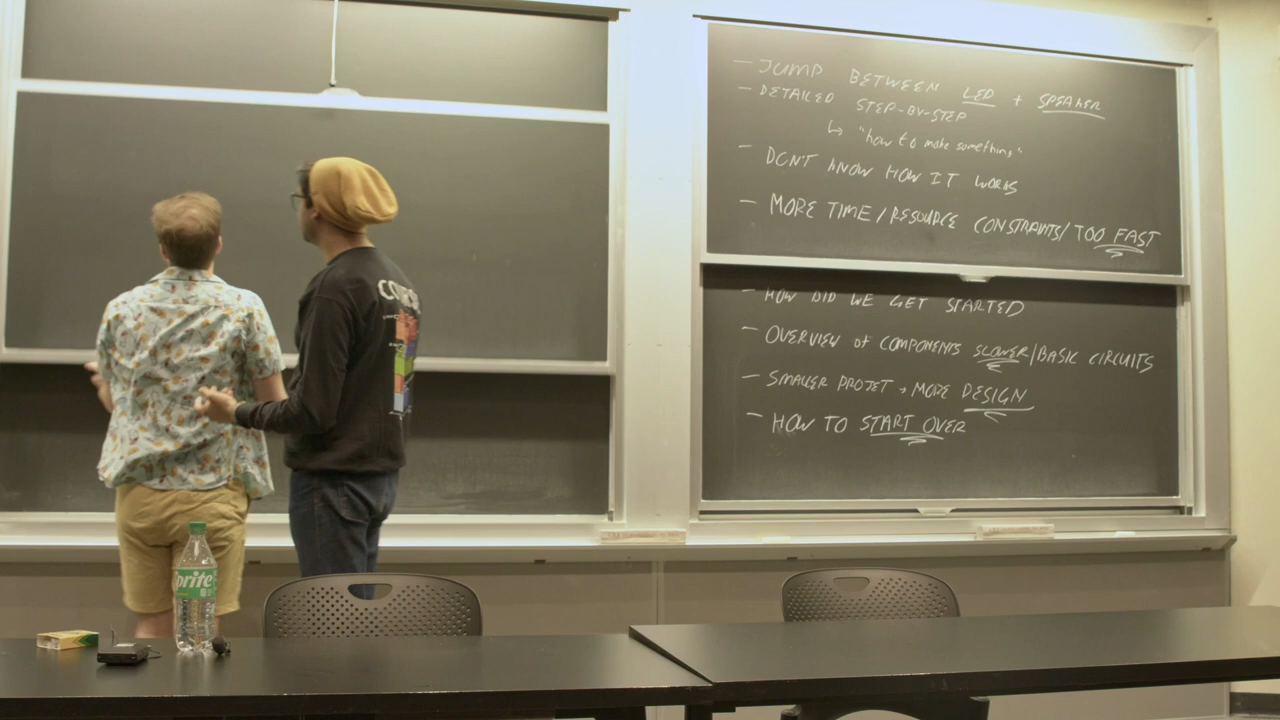 - JUMP BETWEEN LED + SPEAKER
- DETAILED STEP-BY-STEP
↳ "how to make something"
- DONT KNOW HOW IT WORKS
- MORE TIME/RESOURCE CONSTRAINTS/TOO FAST
- HOW DID WE GET STARTED
- OVERVIEW of COMPONENTS SLOWER/BASIC CIRCUITS
- SMALLER PROJET → MORE DESIGN
- HOW TO START OVER
prite